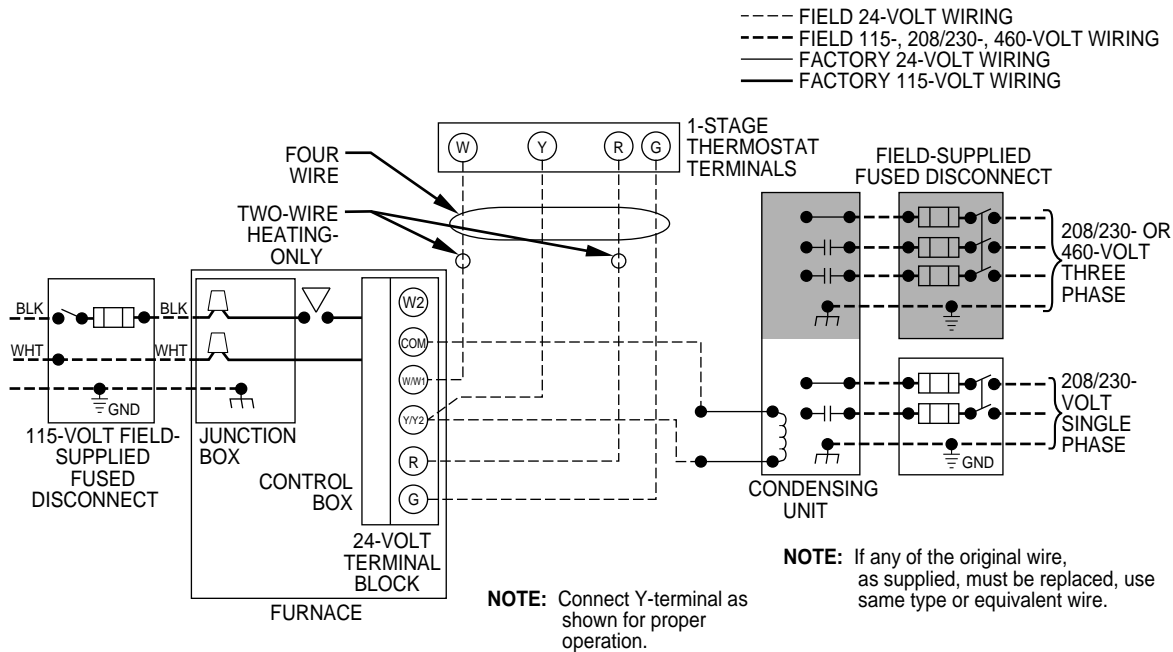 FIELD 24-VOLT WIRING
FIELD 115-, 208/230-, 460-VOLT WIRING
FACTORY 24-VOLT WIRING
FACTORY 115-VOLT WIRING
1-STAGE
THERMOSTAT
TERMINALS
W
Y
R
G
FOUR
WIRE
TWO-WIRE
HEATING-
ONLY
FIELD-SUPPLIED
FUSED DISCONNECT
208/230- OR
460-VOLT
THREE
PHASE
BLK
BLK
WHT
WHT
GND
W2
COM
W/W1
Y/Y2
R
G
208/230-
VOLT
SINGLE
PHASE
GND
115-VOLT FIELD-
SUPPLIED
FUSED
DISCONNECT
JUNCTION
BOX
CONTROL
BOX
24-VOLT
TERMINAL
BLOCK
FURNACE
CONDENSING
UNIT
NOTE: Connect Y-terminal as
shown for proper
operation.
NOTE: If any of the original wire,
as supplied, must be replaced, use
same type or equivalent wire.